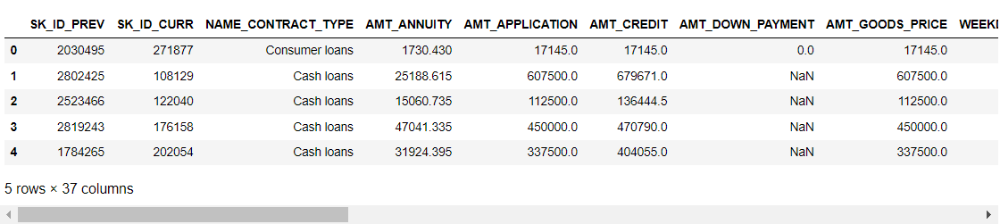 SK_ID_PREV SK_ID_CURR NAME_CONTRACT_TYPE AMT_ANNUITY AMT_APPLICATION AMT_CREDIT AMT_DOWN_PAYMENT AMT_GOODS_PRICE WEEKD
0 2030495 271877 Consumer loans 1730.430 17145.0 17145.0 0.0 17145.0
1 2802425 108129 Cash loans 25188.615 607500.0 679671.0 NaN 607500.0
2 2523466 122040 Cash loans 15060.735 112500.0 136444.5 NaN 112500.0
3 2819243 176158 Cash loans 47041.335 450000.0 470790.0 NaN 450000.0
4 1784265 202054 Cash loans 31924.395 337500.0 404055.0 NaN 337500.0
5 rows × 37 columns